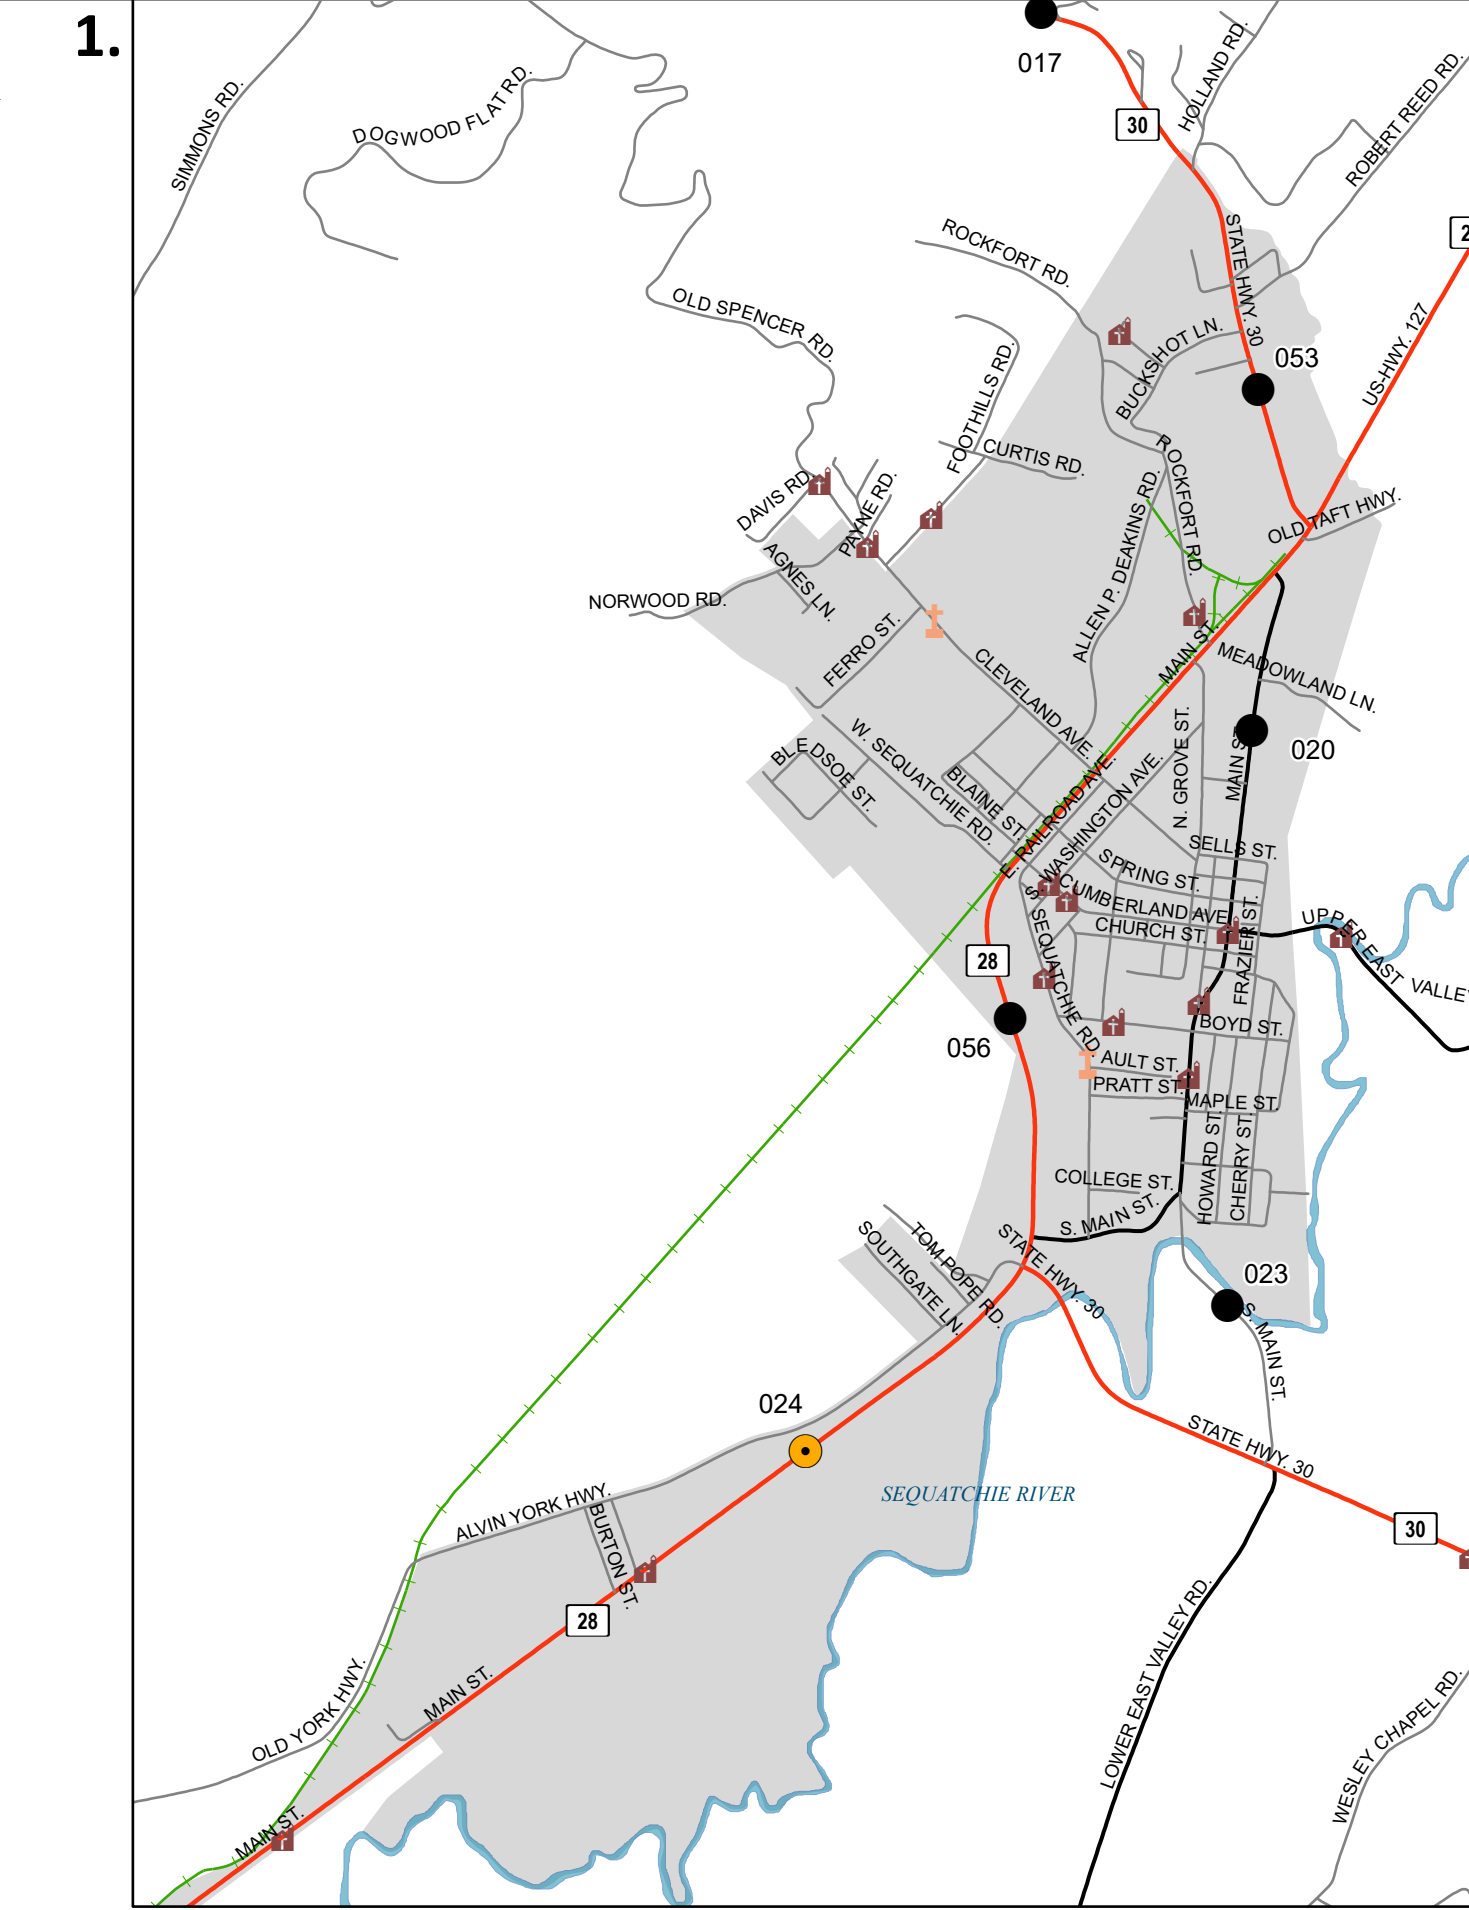 1.
017
30
SIMMONS RD.
DOGWOOD FLAT RD.
HOLLAND RD.
ROBERT REED RD.
ROCKFORT RD.
STATE HWY. 30
2
OLD SPENCER RD.
BUCKSHOT LN.
053
US-HWY. 127
FOOTHILLS RD.
CURTIS RD.
ROCKFORT RD.
DAVIS RD.
PAYNE RD.
ALLEN P. DEAKINS RD.
OLD TAFT HWY.
AGNES LN.
NORWOOD RD.
FERRO ST.
MAIN ST.
MEADOWLAND LN.
CLEVELAND AVE.
W. SEQUATCHIE RD.
BLEDSOE ST.
BLAINE ST.
E. RAILROAD AVE.
WASHINGTON AVE.
N. GROVE ST.
MAIN ST.
020
SELLS ST.
SPRING ST.
CUMBERLAND AVE.
CHURCH ST.
FRAZIER ST.
UPPER EAST VALLEY
S. SEQUATCHIE RD.
28
056
BOYD ST.
AULT ST.
PRATT ST.
MAPLE ST.
HOWARD ST.
CHERRY ST.
COLLEGE ST.
S. MAIN ST.
STATE HWY. 30
TOM POPE RD.
SOUTHGATE LN.
023
S. MAIN ST.
024
STATE HWY. 30
SEQUATCHIE RIVER
30
ALVIN YORK HWY.
BURTON ST.
28
LOWER EAST VALLEY RD.
MAIN ST.
OLD YORK HWY.
WESLEY CHAPEL RD.
MAIN ST.